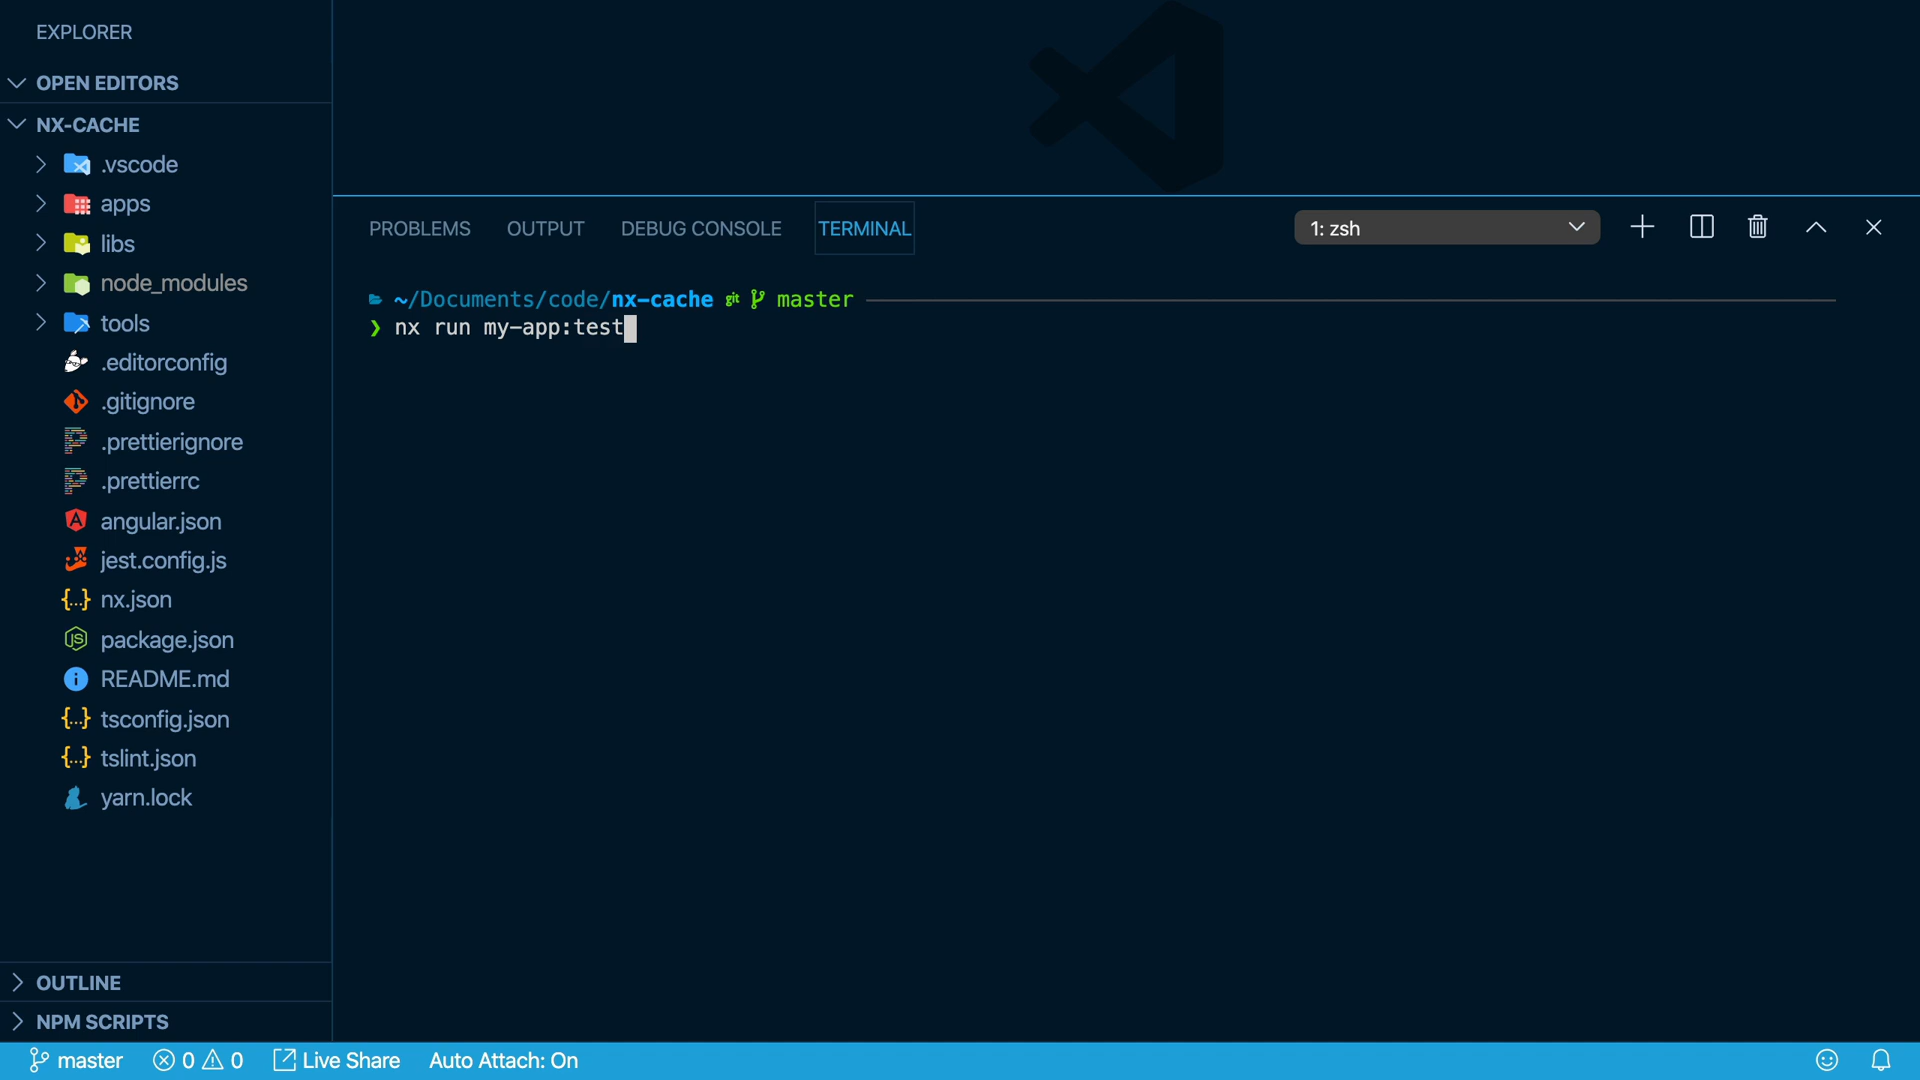 EXPLORER
OPEN EDITORS
NX-CACHE
.vscode
apps
libs
node_modules
tools
.editorconfig
.gitignore
.prettierignore
.prettierrc
angular.json
jest.config.js
nx.json
package.json
README.md
tsconfig.json
tslint.json
yarn.lock
OUTLINE
NPM SCRIPTS
PROBLEMS OUTPUT DEBUG CONSOLE TERMINAL 1: zsh
~/Documents/code/nx-cache git master
❯ nx run my-app:test
master 0 0 Live Share Auto Attach: On